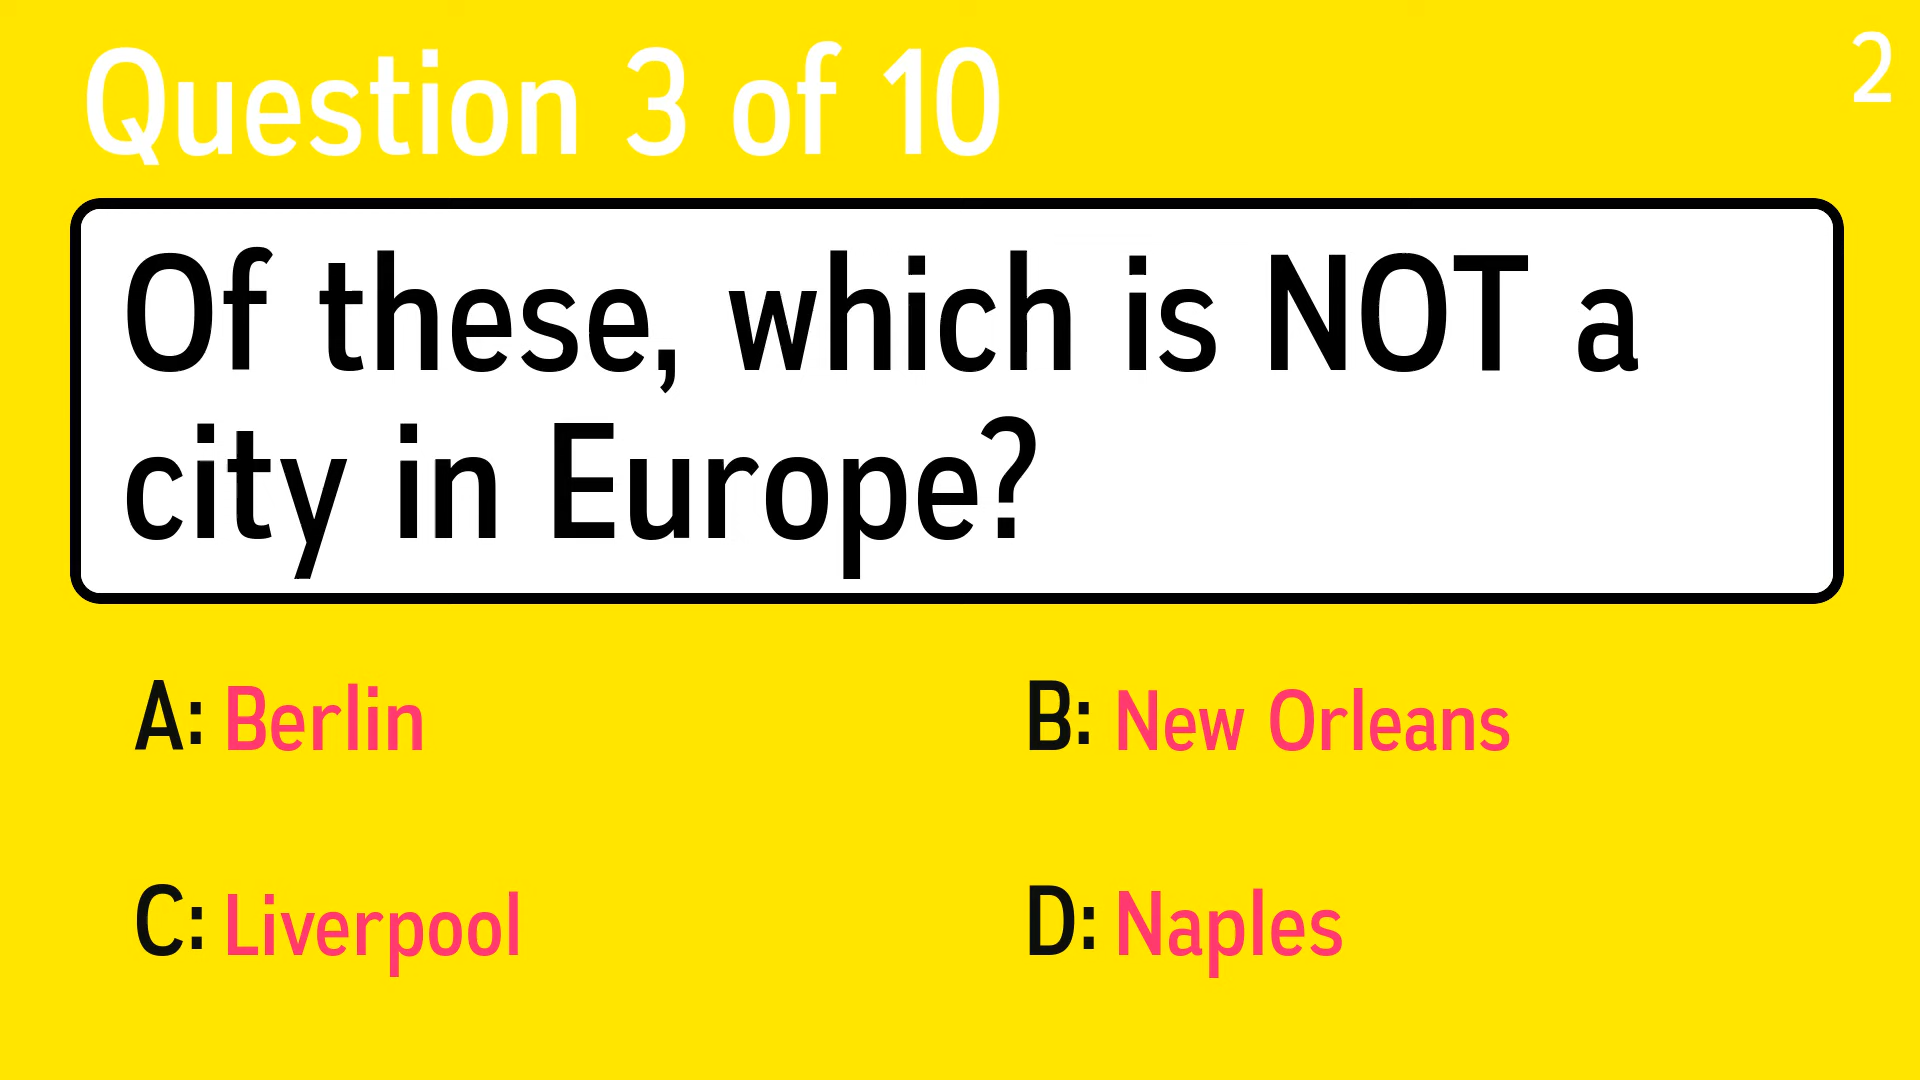 Question 3 of 10
2
Of these, which is NOT a
city in Europe?
A: Berlin
B: New Orleans
C: Liverpool
D: Naples